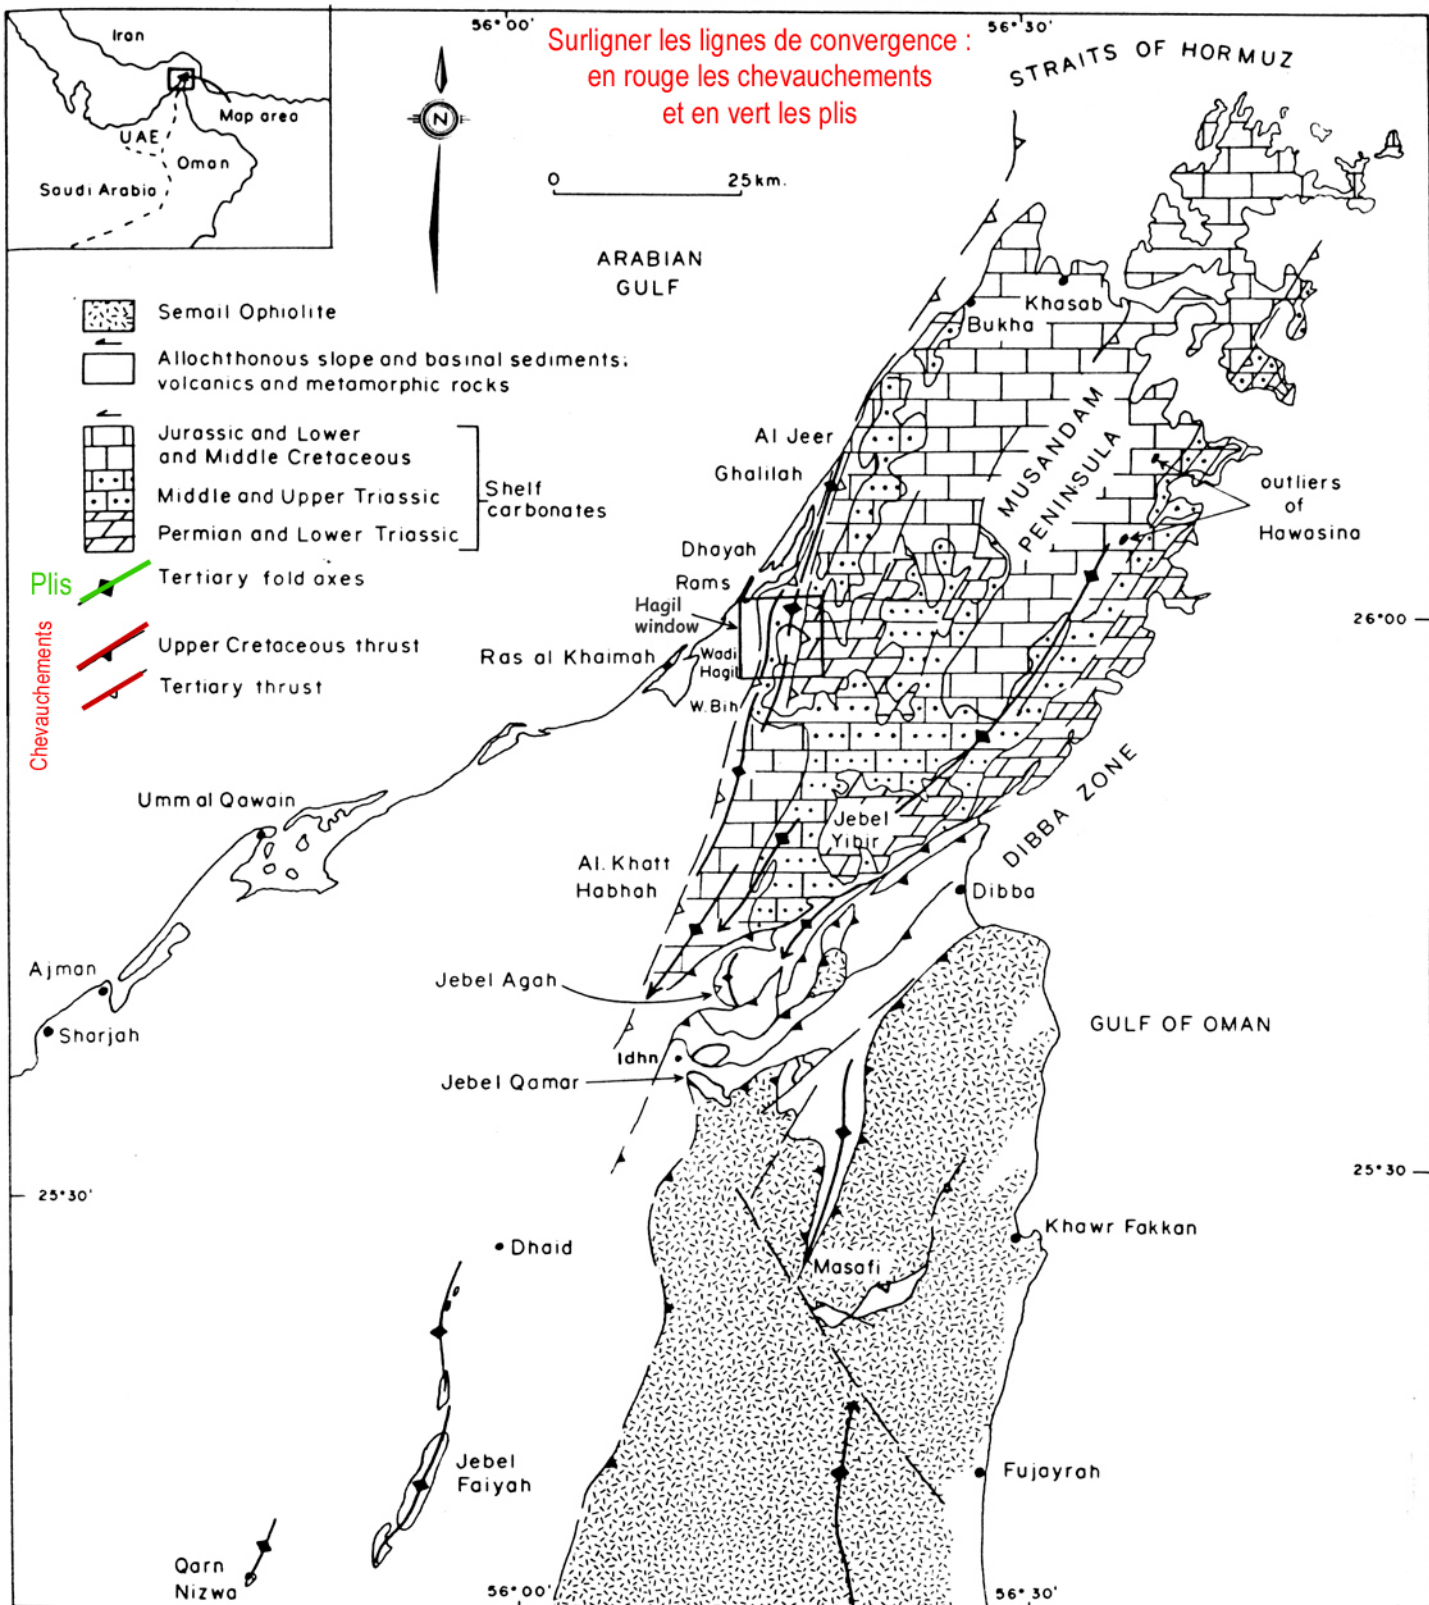 56°00'
56°30'
Surligner les lignes de convergence :
en rouge les chevauchements
et en vert les plis
STRAITS OF HORMUZ
Iran
Map area
UAE
Oman
Saudi Arabia
N
0 25 km.
ARABIAN
GULF
Semail Ophiolite
Allochthonous slope and basinal sediments;
volcanics and metamorphic rocks
Jurassic and Lower
and Middle Cretaceous
Middle and Upper Triassic
Permian and Lower Triassic
Shelf
carbonates
Plis
Tertiary fold axes
Chevauchements
Upper Cretaceous thrust
Tertiary thrust
Khasab
Bukha
MUSANDAM
PENINSULA
Al Jeer
Ghalilah
outliers
of
Hawasina
Dhayah
Rams
Hagil
window
Wadi
Hagil
Ras al Khaimah
W. Bih
26°00
Umm al Qawain
Jebel
Yibir
DIBBA ZONE
Al. Khatt
Habhah
Dibba
Ajman
Jebel Agah
Sharjah
GULF OF OMAN
Idhn
Jebel Qamar
25°30'
25°30
Khawr Fakkan
Dhaid
Masafi
Jebel
Faiyah
Fujayrah
Qarn
Nizwa
56°00'
56°30'